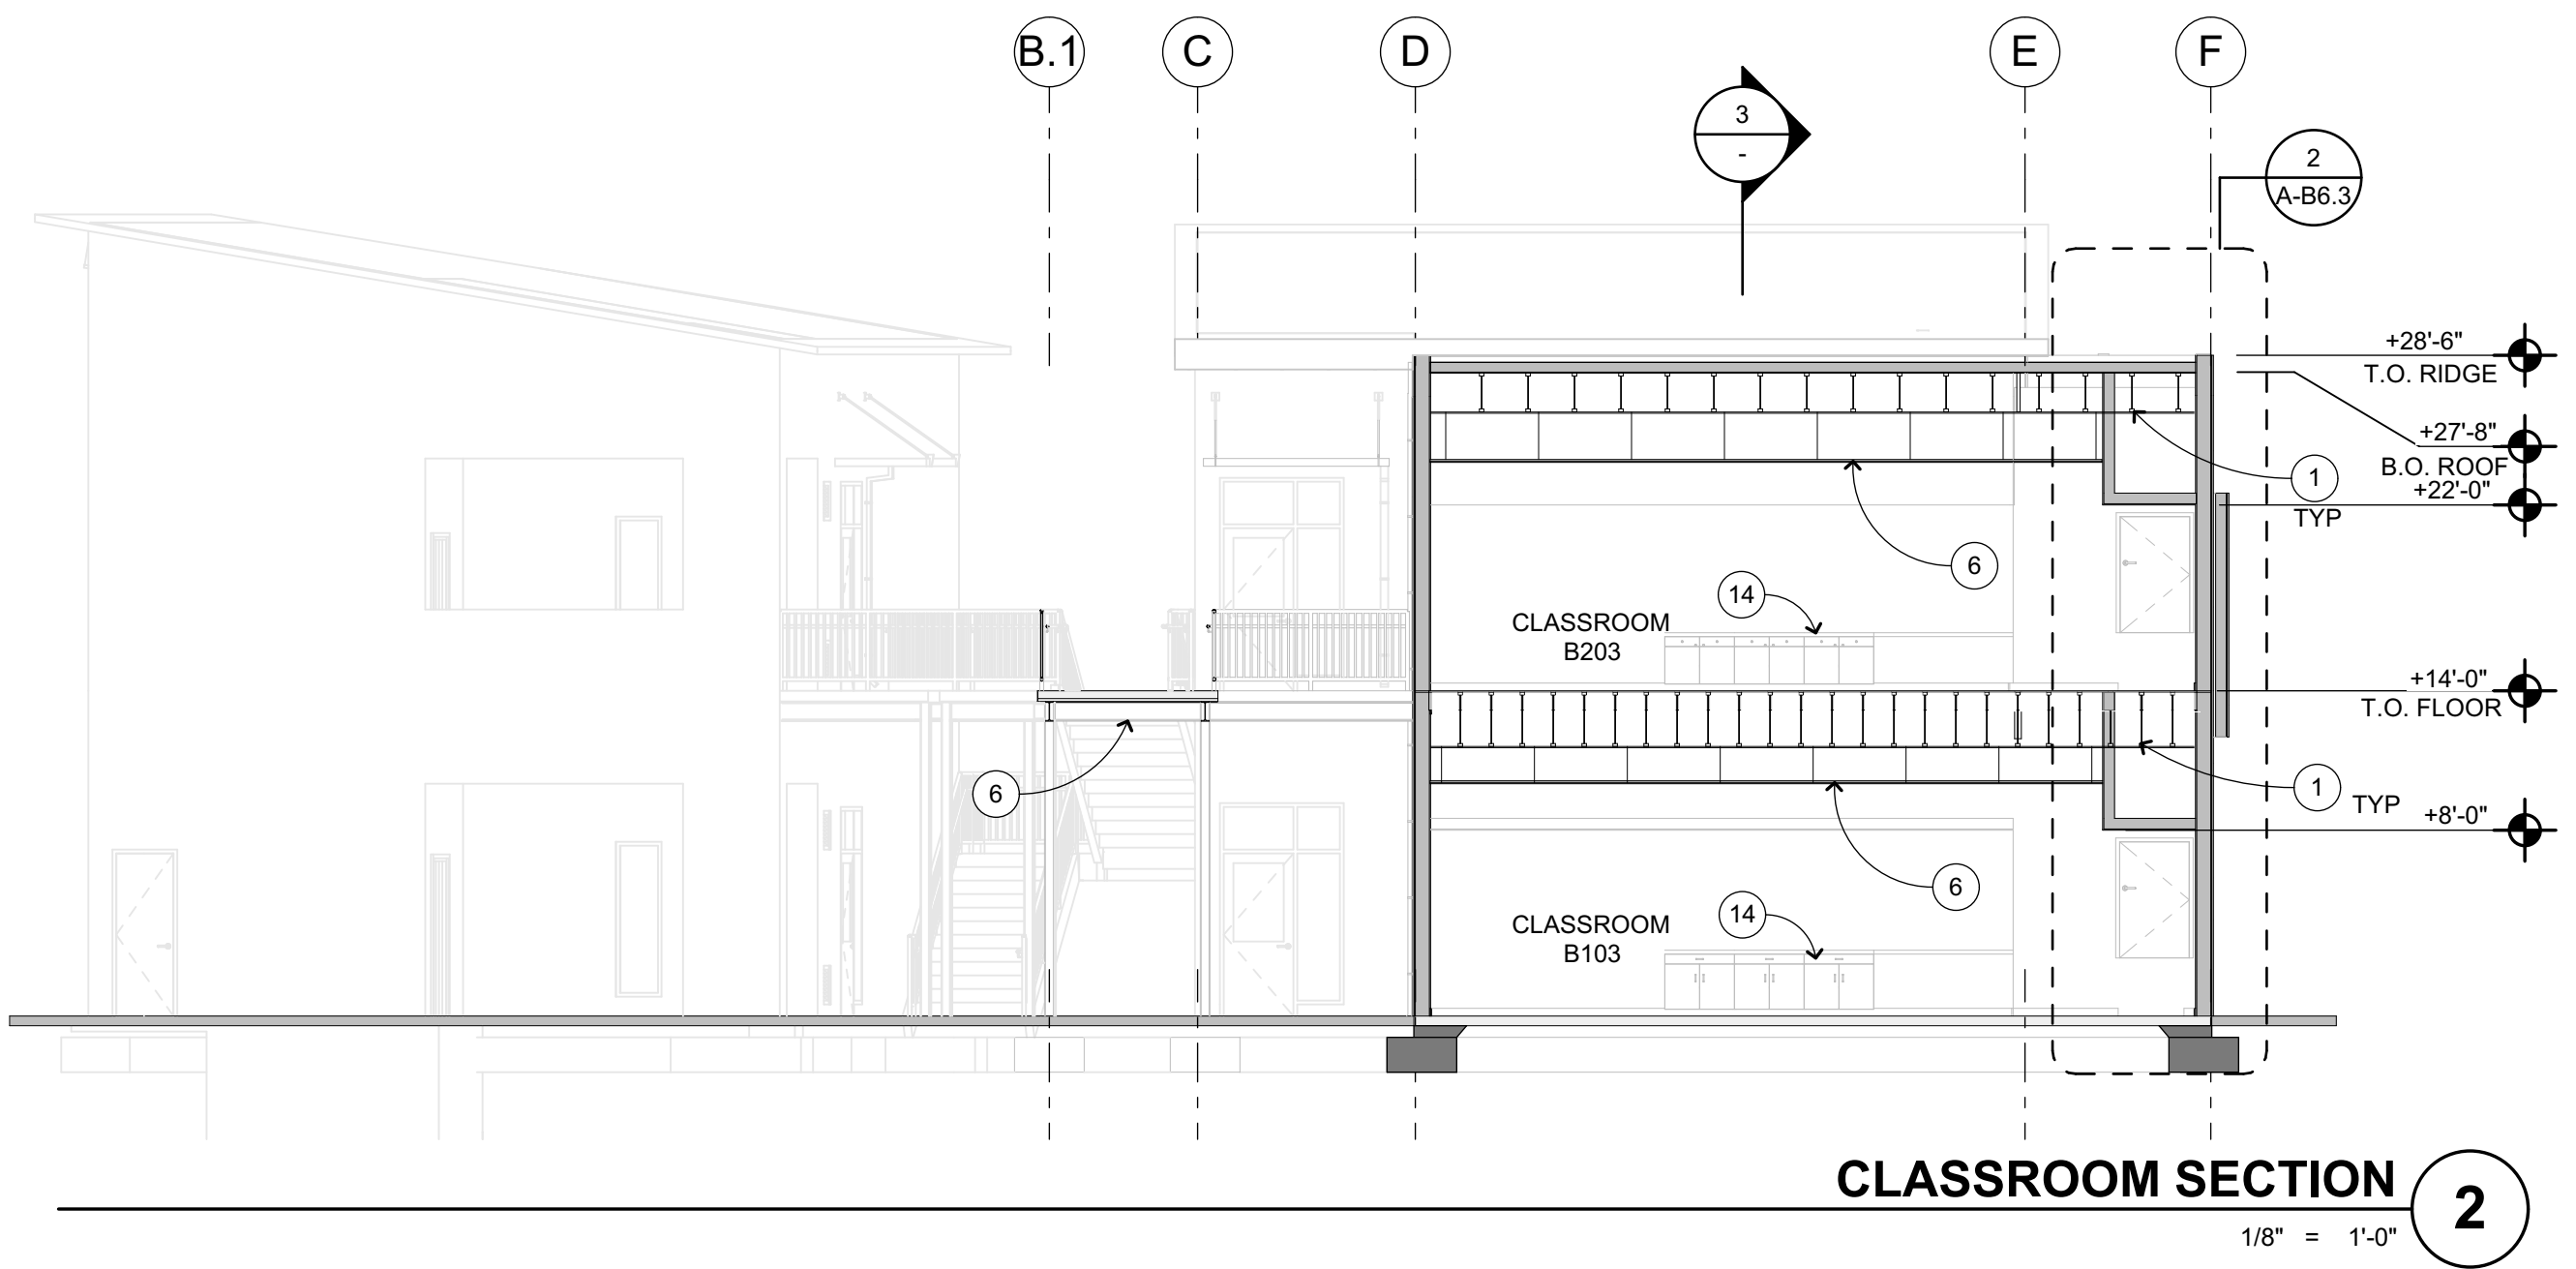 B.1
C
D
E
F
3
-
2
A-B6.3
+28'-6"
T.O. RIDGE
+27'-8"
B.O. ROOF
+22'-0"
1
TYP
6
14
CLASSROOM
B203
+14'-0"
T.O. FLOOR
6
1
TYP
+8'-0"
6
14
CLASSROOM
B103
CLASSROOM SECTION
2
1/8" = 1'-0"